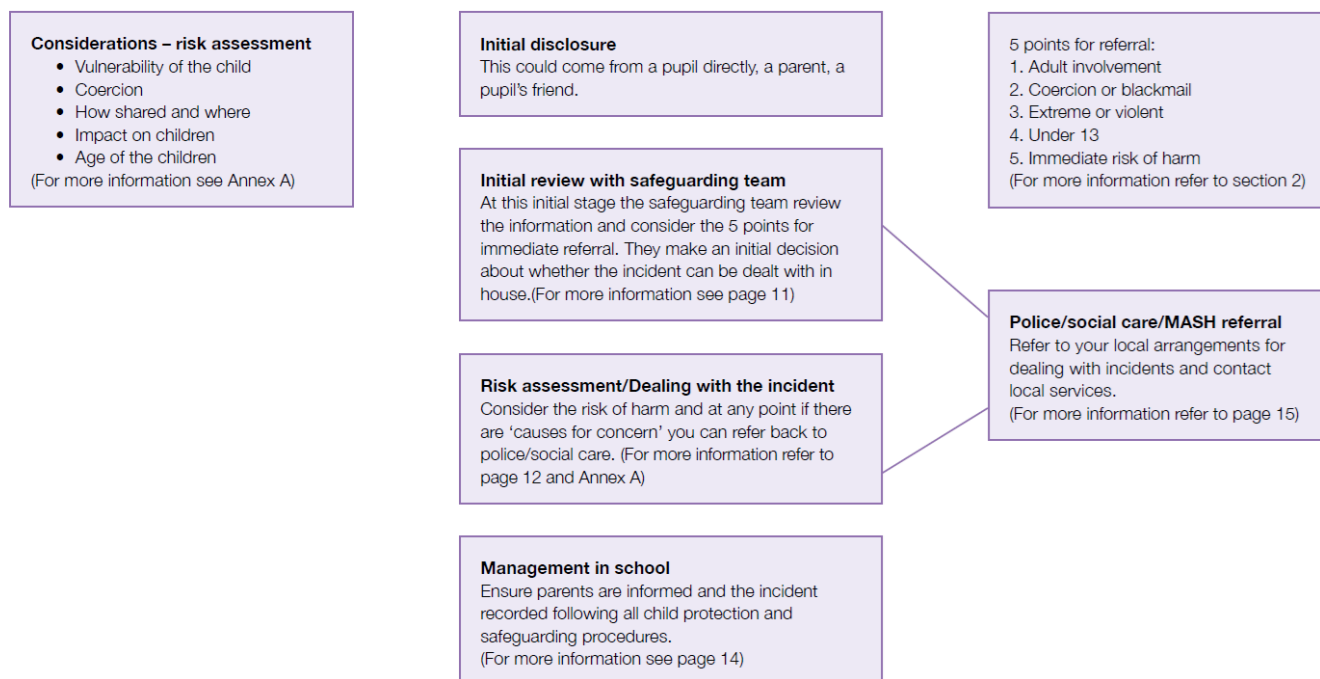 Considerations – risk assessment
• Vulnerability of the child
• Coercion
• How shared and where
• Impact on children
• Age of the children
(For more information see Annex A)
Initial disclosure
This could come from a pupil directly, a parent, a
pupil's friend.
5 points for referral:
1. Adult involvement
2. Coercion or blackmail
3. Extreme or violent
4. Under 13
5. Immediate risk of harm
(For more information refer to section 2)
Initial review with safeguarding team
At this initial stage the safeguarding team review
the information and consider the 5 points for
immediate referral. They make an initial decision
about whether the incident can be dealt with in
house.(For more information see page 11)
Police/social care/MASH referral
Refer to your local arrangements for
dealing with incidents and contact
local services.
(For more information refer to page 15)
Risk assessment/Dealing with the incident
Consider the risk of harm and at any point if there
are ‘causes for concern’ you can refer back to
police/social care. (For more information refer to
page 12 and Annex A)
Management in school
Ensure parents are informed and the incident
recorded following all child protection and
safeguarding procedures.
(For more information see page 14)